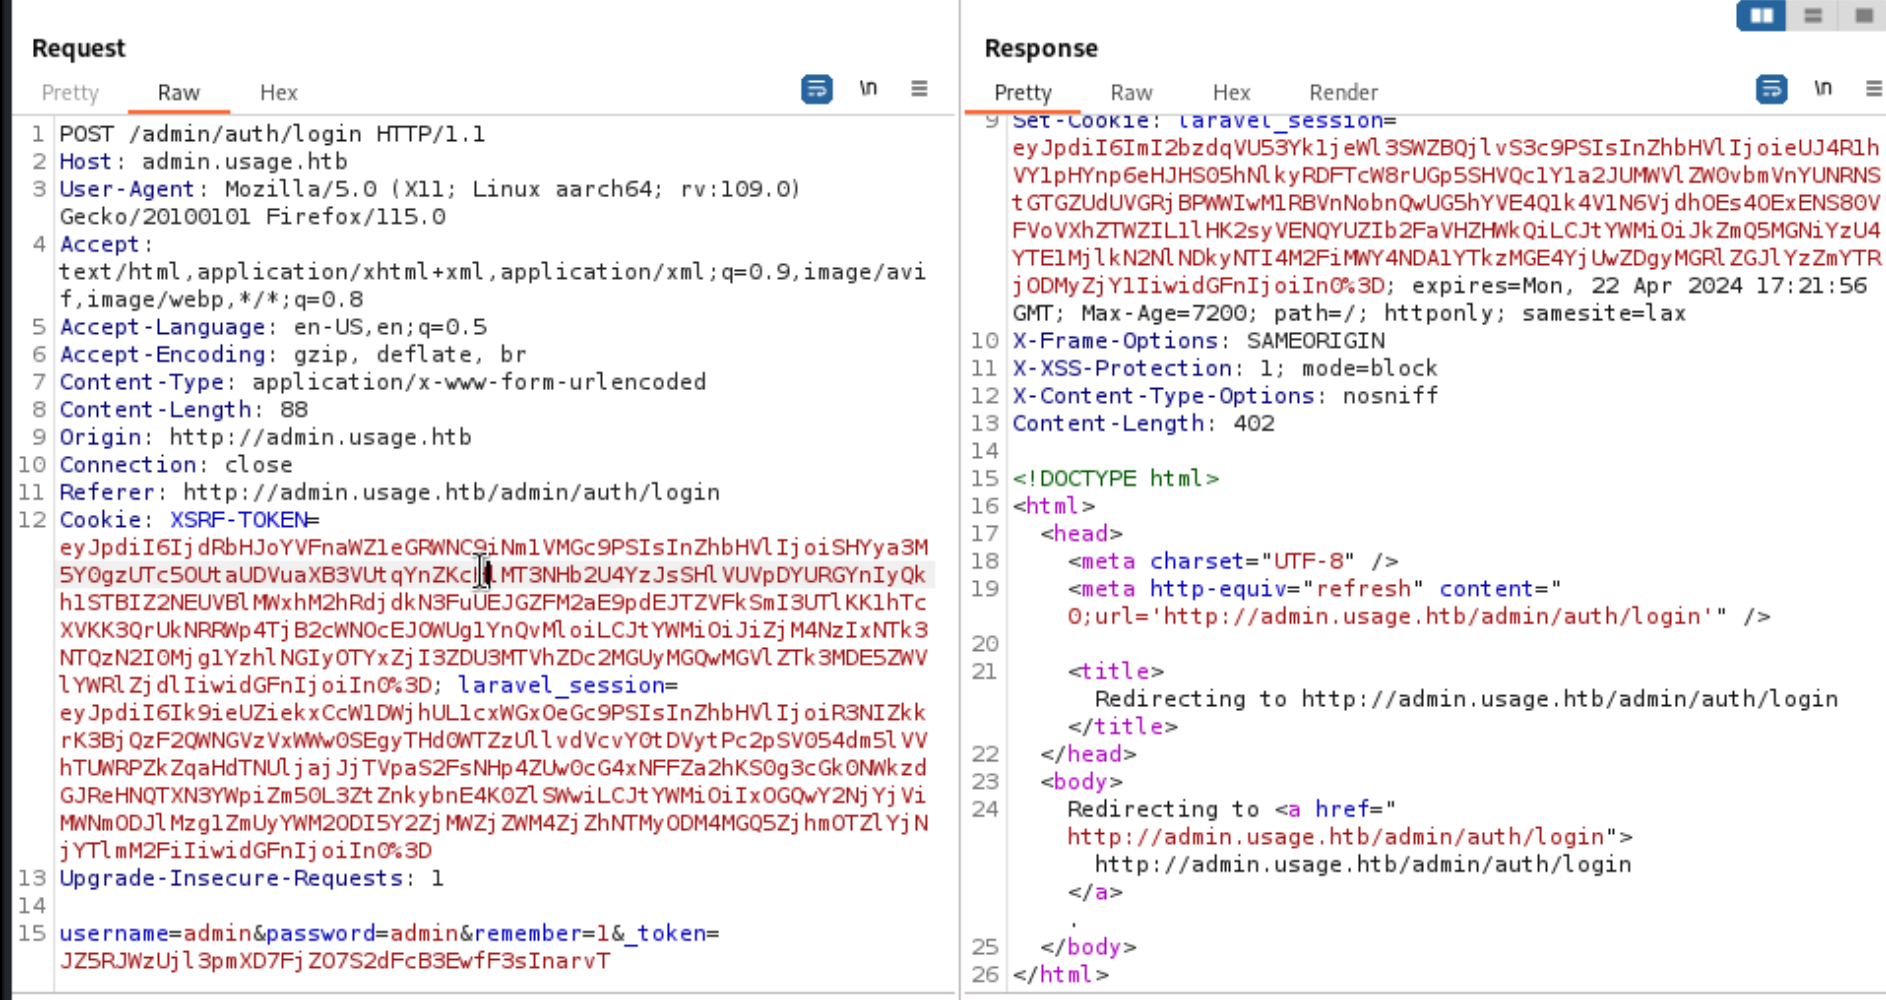 Request
Pretty Raw Hex
\n
1 POST /admin/auth/login HTTP/1.1
2 Host: admin.usage.htb
3 User-Agent: Mozilla/5.0 (X11; Linux aarch64; rv:109.0)
Gecko/20100101 Firefox/115.0
4 Accept:
text/html,application/xhtml+xml,application/xml;q=0.9,image/avi
f,image/webp,*/*;q=0.8
5 Accept-Language: en-US,en;q=0.5
6 Accept-Encoding: gzip, deflate, br
7 Content-Type: application/x-www-form-urlencoded
8 Content-Length: 88
9 Origin: http://admin.usage.htb
10 Connection: close
11 Referer: http://admin.usage.htb/admin/auth/login
12 Cookie: XSRF-TOKEN=
lYWRlZjdlIiwidGFnIjoiIn0%3D; laravel_session=
jYTlmM2FiIiwidGFnIjoiIn0%3D
13 Upgrade-Insecure-Requests: 1
14
15 username=admin&password=admin&remember=1&_token=
JZ5RJWzUjl3pmXD7FjZO7S2dFcB3EwfF3sInarvT
Response
Pretty Raw Hex Render
\n
9 Set-Cookie: laravel_session=
jODMyZjY1IiwidGFnIjoiIn0%3D; expires=Mon, 22 Apr 2024 17:21:56
GMT; Max-Age=7200; path=/; httponly; samesite=lax
10 X-Frame-Options: SAMEORIGIN
11 X-XSS-Protection: 1; mode=block
12 X-Content-Type-Options: nosniff
13 Content-Length: 402
14
15 <!DOCTYPE html>
16 <html>
17 <head>
18 <meta charset="UTF-8" />
19 <meta http-equiv="refresh" content="
0;url='http://admin.usage.htb/admin/auth/login'" />
20
21 <title>
Redirecting to http://admin.usage.htb/admin/auth/login
</title>
22 </head>
23 <body>
24 Redirecting to <a href="
http://admin.usage.htb/admin/auth/login">
http://admin.usage.htb/admin/auth/login
</a>
.
25 </body>
26 </html>